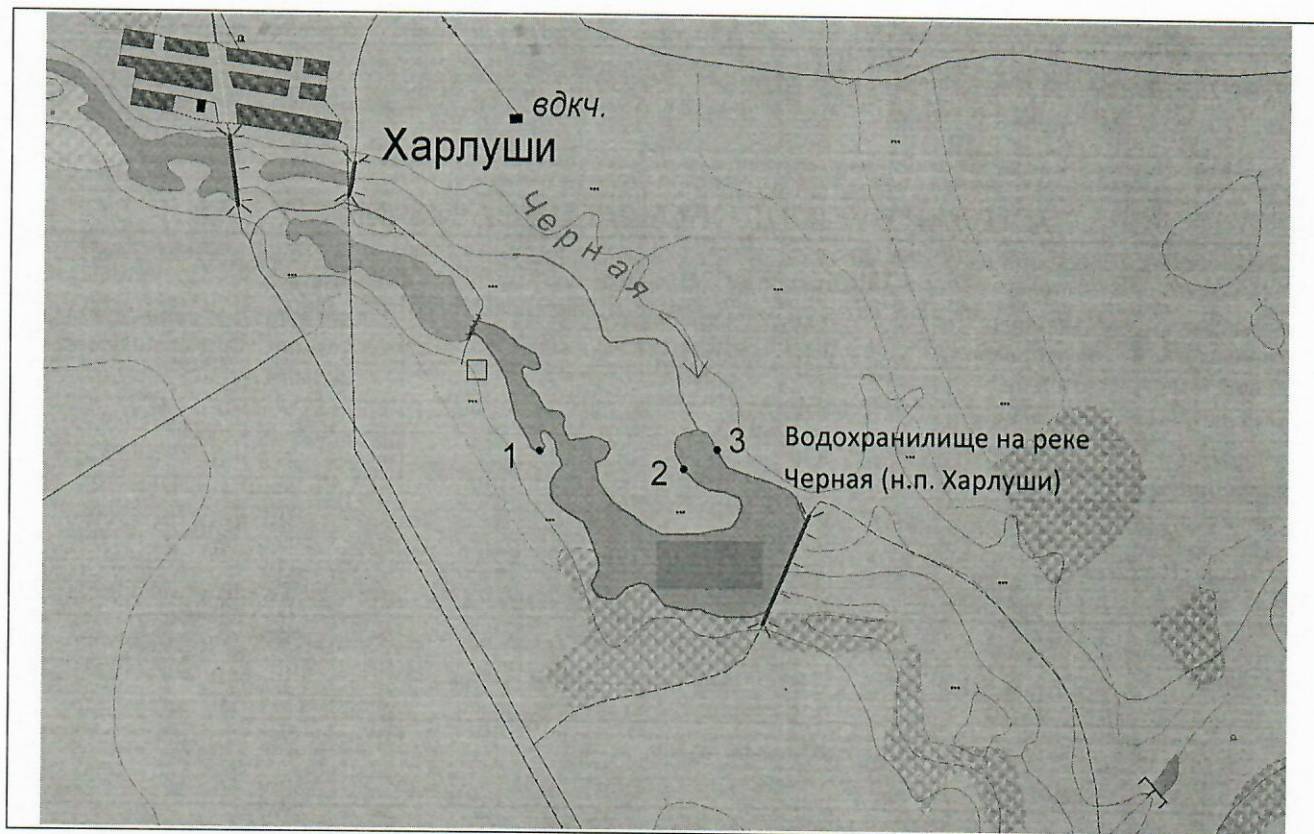 вдкч.
Харлуши
Черная
1
2
3
Водохранилище на реке
Черная (н.п. Харлуши)